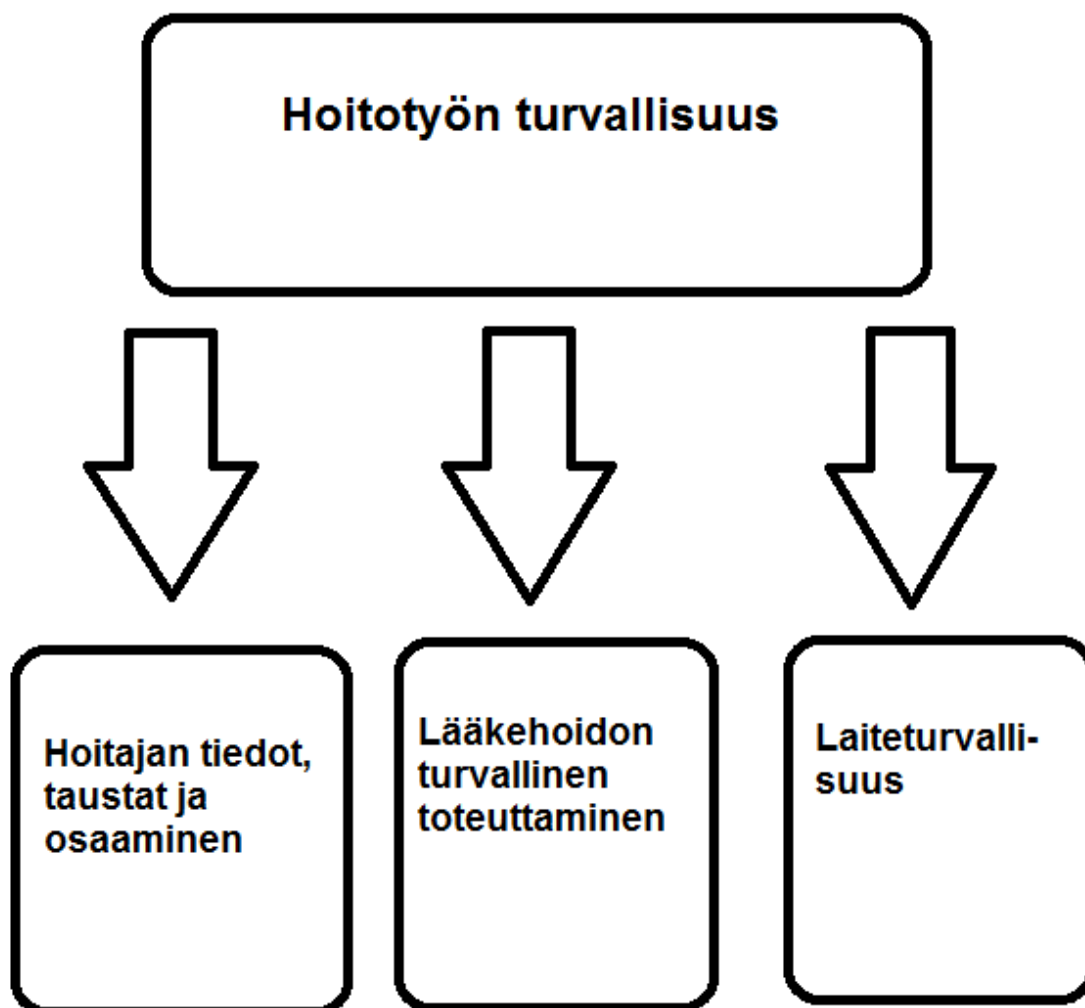 Hoitotyön turvallisuus
Hoitajan tiedot,
taustat ja
osaaminen
Lääkehoidon
turvallinen
toteuttaminen
Laiteturvalli-
suus